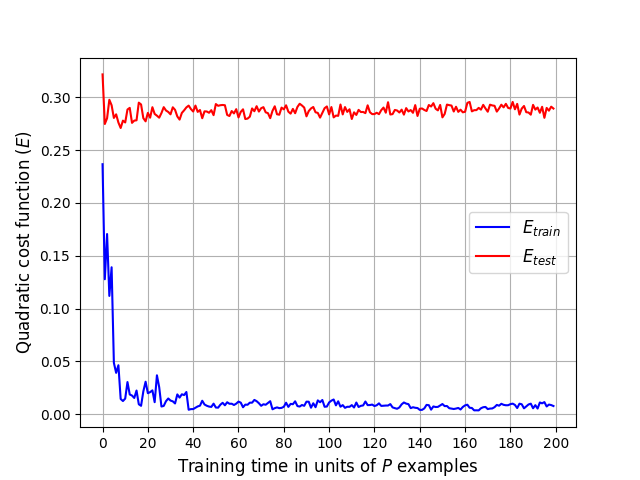 0.30
0.25
0.20
0.15
0.10
0.05
0.00
Quadratic cost function (E)
E_train
E_test
0 20 40 60 80 100 120 140 160 180 200
Training time in units of P examples